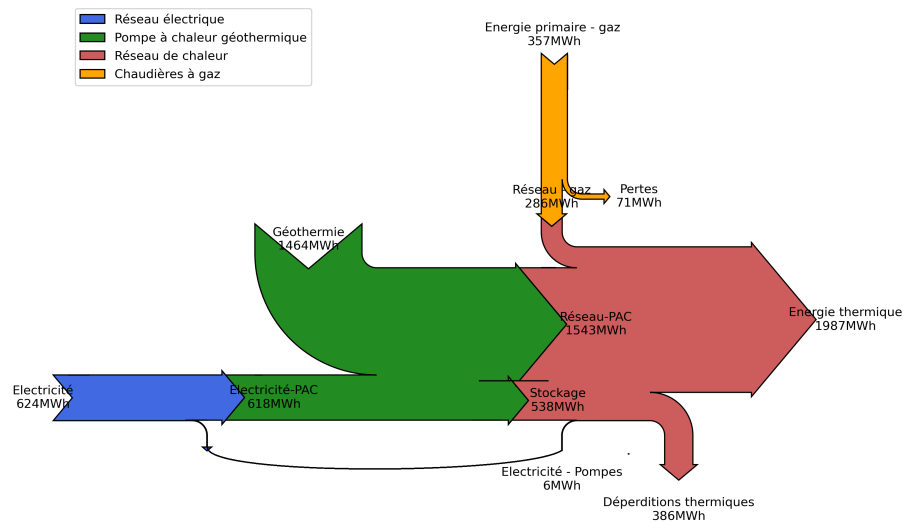 Réseau électrique
Pompe à chaleur géothermique
Réseau de chaleur
Chaudières à gaz
Energie primaire - gaz
357MWh
Réseau - gaz
286MWh
Pertes
71MWh
Géothermie
1464MWh
Réseau-PAC
1543MWh
Energie thermique
1987MWh
Electricité
624MWh
Electricité-PAC
618MWh
Stockage
538MWh
Electricité - Pompes
6MWh
Déperditions thermiques
386MWh